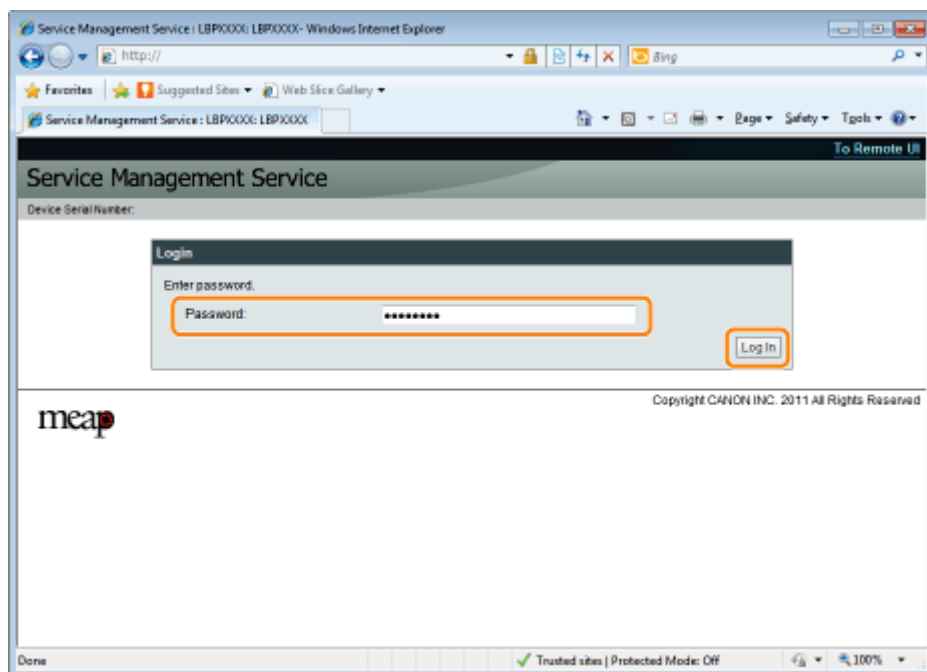 Service Management Service : LBPXXXX: LBPXXXX- Windows Internet Explorer
http://
Bing
Favorites Suggested Sites Web Slice Gallery
Service Management Service : LBPXXXX: LBPXXXX
Page Safety Tools
To Remote UI
Service Management Service
Device Serial Number:
Login
Enter password.
Password: ••••••••
Log In
Copyright CANON INC. 2011 All Rights Reserved
meap
Done Trusted sites | Protected Mode: Off 100%